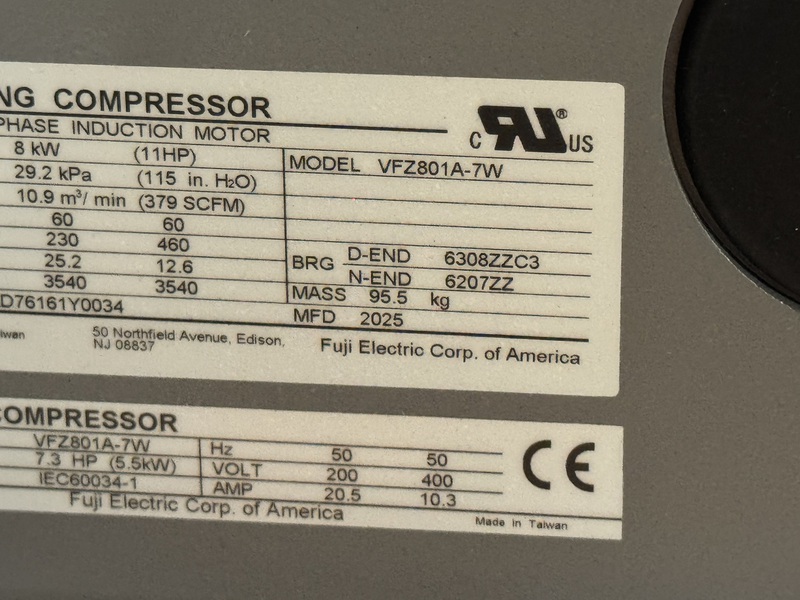 NG COMPRESSOR
PHASE INDUCTION MOTOR
8 kW (11HP)
29.2 kPa (115 in. H₂O)
10.9 m³/ min (379 SCFM)
60 60
230 460
25.2 12.6
3540 3540
D76161Y0034
C RU ® US
MODEL VFZ801A-7W
BRG D-END 6308ZZC3
N-END 6207ZZ
MASS 95.5 kg
MFD 2025
iwan 50 Northfield Avenue, Edison, Fuji Electric Corp. of America
NJ 08837
COMPRESSOR
VFZ801A-7W Hz 50 50
7.3 HP (5.5kW) VOLT 200 400
IEC60034-1 AMP 20.5 10.3
CE
Fuji Electric Corp. of America
Made in Taiwan